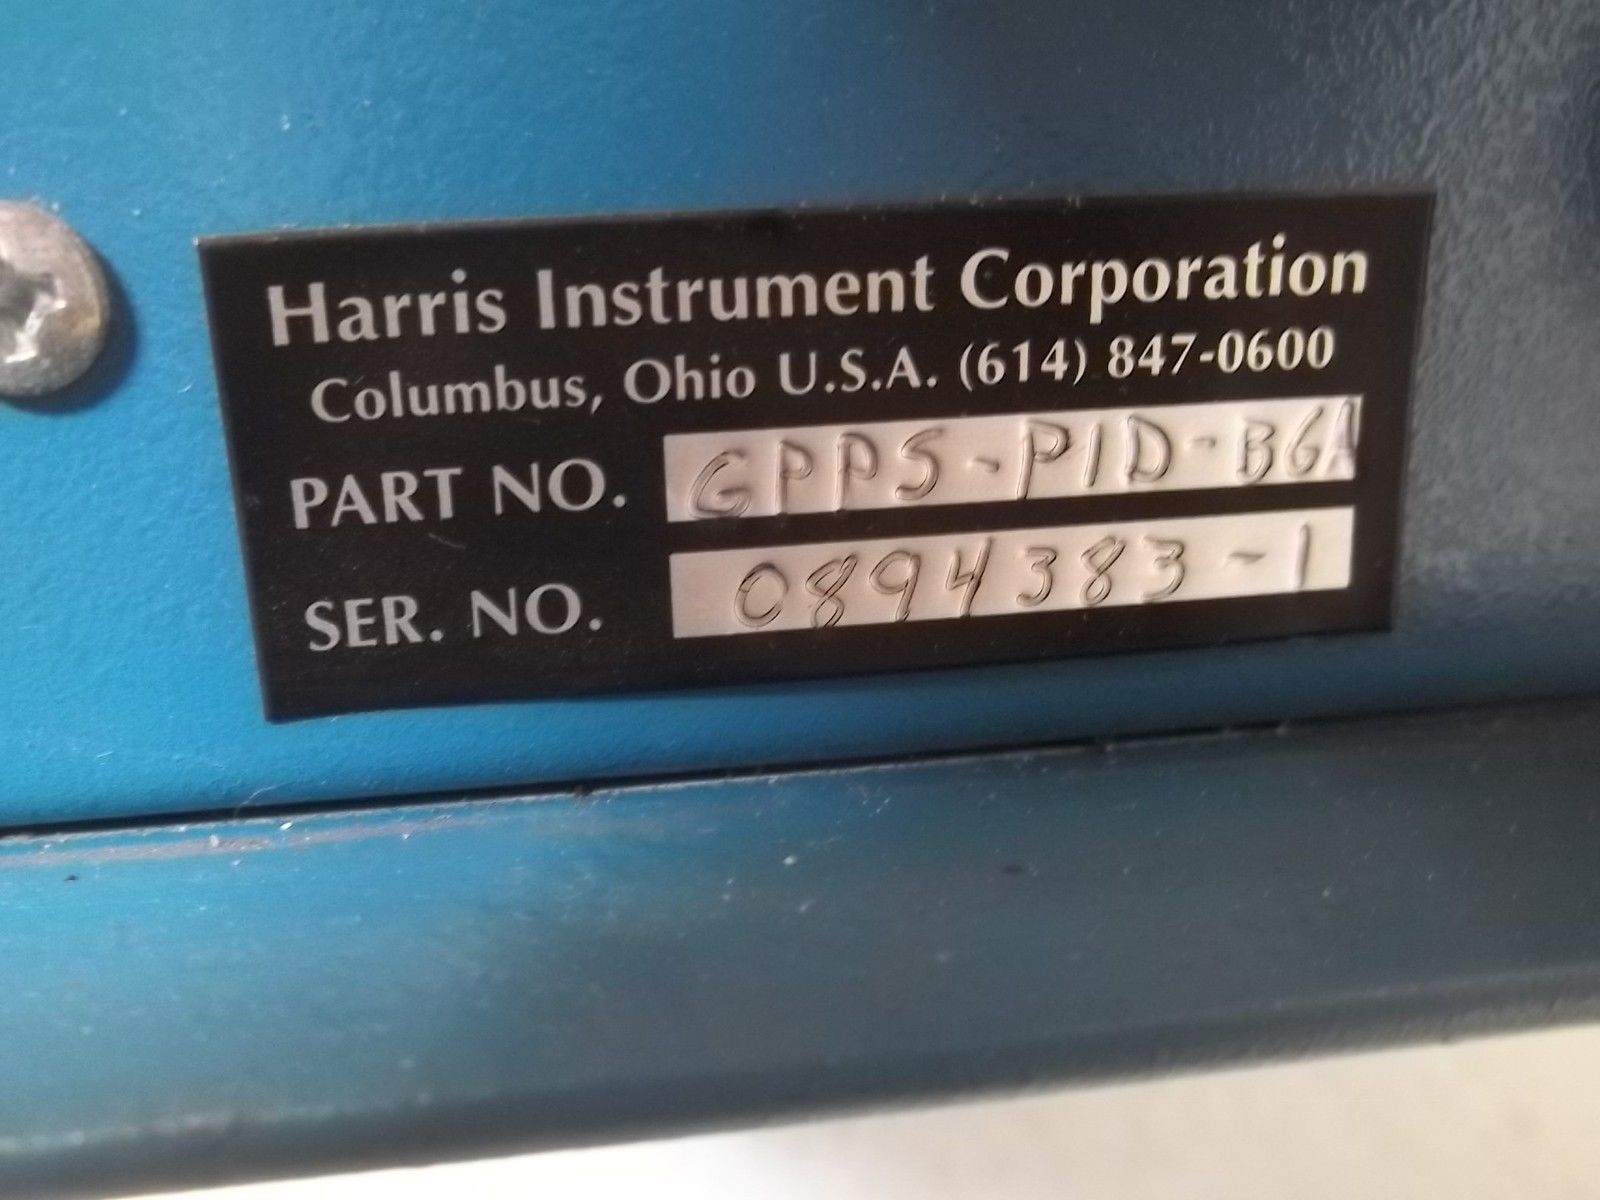 Harris Instrument Corporation
Columbus, Ohio U.S.A. (614) 847-0600
PART NO. GPPS-PID-B6A
SER. NO. 0894383-1